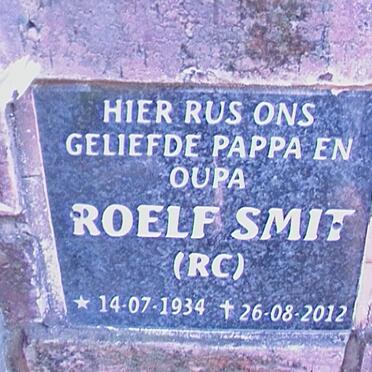 HIER RUS ONS
GELIEFDE PAPPA EN
OUPA
ROELF SMIT
(RC)
★ 14-07-1934 ✝ 26-08-2012